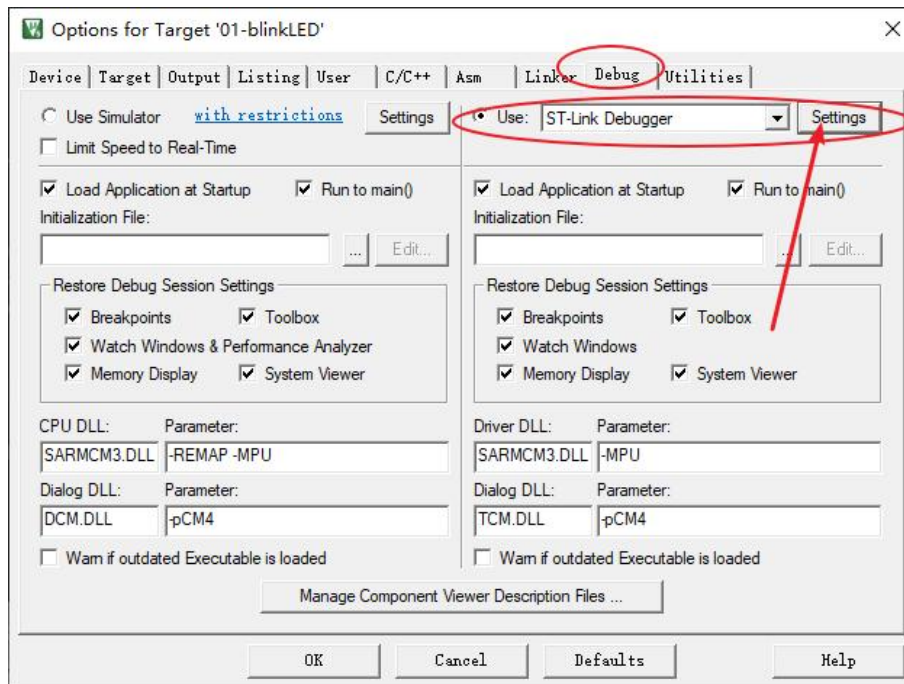 Options for Target '01-blinkLED'
Device Target Output Listing User C/C++ Asm Linker Debug Utilities
Use Simulator with restrictions Settings
Limit Speed to Real-Time
Use: ST-Link Debugger Settings
Load Application at Startup Run to main()
Initialization File:
... Edit...
Load Application at Startup Run to main()
Initialization File:
... Edit...
Restore Debug Session Settings
Breakpoints Toolbox
Watch Windows & Performance Analyzer
Memory Display System Viewer
Restore Debug Session Settings
Breakpoints Toolbox
Watch Windows
Memory Display System Viewer
CPU DLL: Parameter:
SARMCM3.DLL -REMAP -MPU
Dialog DLL: Parameter:
DCM.DLL -pCM4
Warn if outdated Executable is loaded
Driver DLL: Parameter:
SARMCM3.DLL -MPU
Dialog DLL: Parameter:
TCM.DLL -pCM4
Warn if outdated Executable is loaded
Manage Component Viewer Description Files ...
OK Cancel Defaults Help